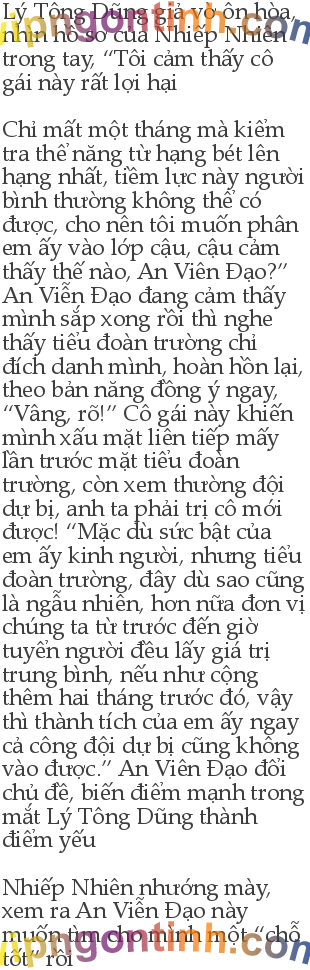 Lý Tông Dũng giả vờ ôn hòa,
nhìn hồ sơ của Nhiếp Nhiên
trong tay, “Tôi cảm thấy cô
gái này rất lợi hại
Chỉ mất một tháng mà kiểm
tra thể năng từ hạng bét lên
hạng nhất, tiềm lực này người
bình thường không thể có
được, cho nên tôi muốn phân
em ấy vào lớp cậu, cậu cảm
thấy thế nào, An Viên Đạo?”
An Viễn Đạo đang cảm thấy
mình sắp xong rồi thì nghe
thấy tiểu đoàn trường chỉ
đích danh mình, hoàn hồn lại,
theo bản năng đồng ý ngay,
“Vâng, rõ!” Cô gái này khiến
mình xấu mặt liên tiếp mấy
lần trước mặt tiểu đoàn
trường, còn xem thường đội
dự bị, anh ta phải trị cô mới
được! “Mặc dù sức bật của
em ấy kinh người, nhưng tiểu
đoàn trường, đây dù sao cũng
là ngẫu nhiên, hơn nữa đơn vị
chúng ta từ trước đến giờ
tuyển người đều lấy giá trị
trung bình, nếu như cộng
thêm hai tháng trước đó, vậy
thì thành tích của em ấy ngay
cả công đội dự bị cũng không
vào được.” An Viên Đạo đổi
chủ đề, biến điểm mạnh trong
mắt Lý Tông Dũng thành
điểm yếu
Nhiếp Nhiên nhướng mày,
xem ra An Viễn Đạo này
muốn tìm cho mình một “chỗ
tốt” rồi